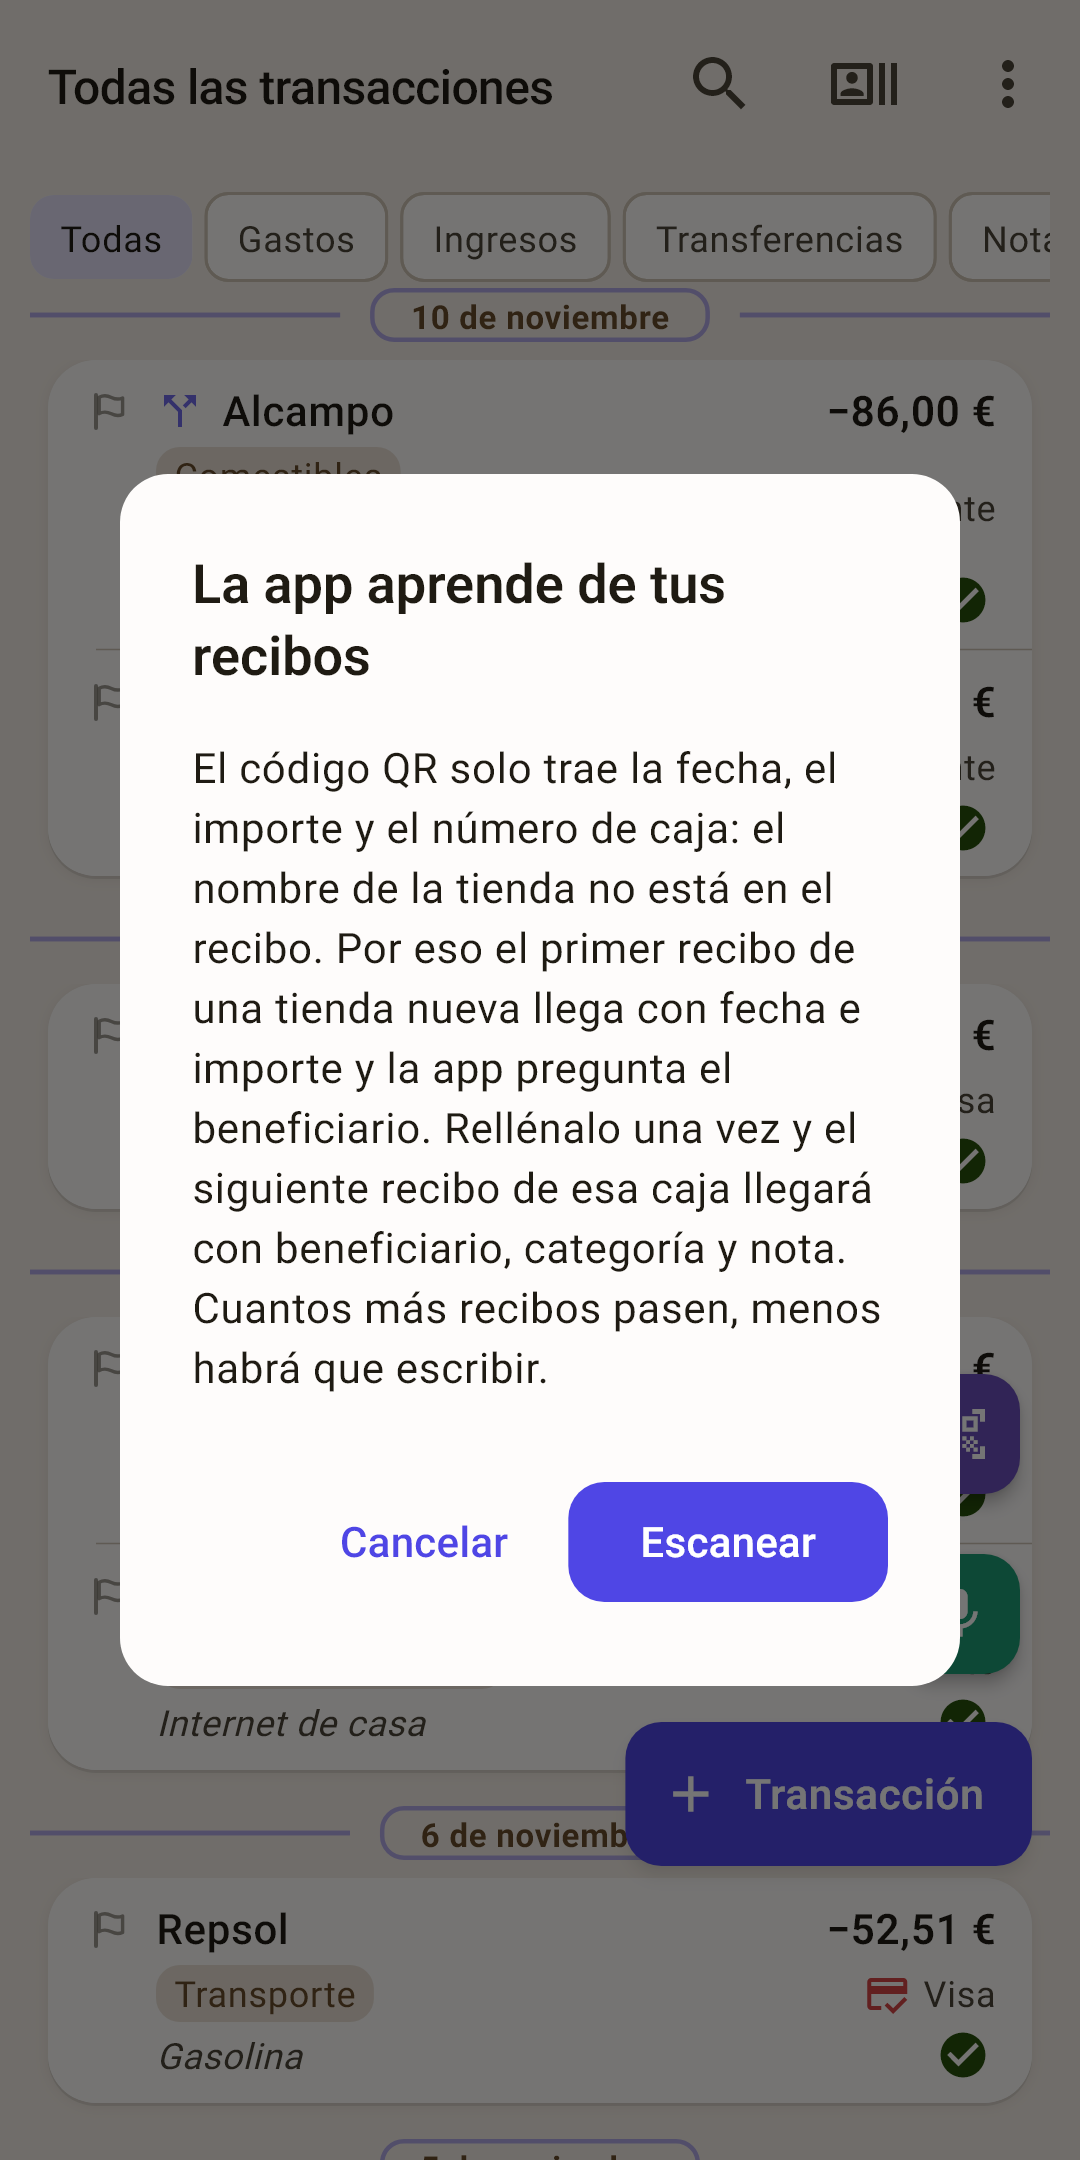 Todas las transacciones
Todas
Gastos
Ingresos
Transferencias
10 de noviembre
Alcampo
−86,00 €
La app aprende de tus
recibos
El código QR solo trae la fecha, el
importe y el número de caja: el
nombre de la tienda no está en el
recibo. Por eso el primer recibo de
una tienda nueva llega con fecha e
importe y la app pregunta el
beneficiario. Rellénalo una vez y el
siguiente recibo de esa caja llegará
con beneficiario, categoría y nota.
Cuantos más recibos pasen, menos
habrá que escribir.
Cancelar
Escanear
€
€
€
Internet de casa
+ Transacción
6 de
Repsol
−52,51 €
Transporte
Visa
Gasolina